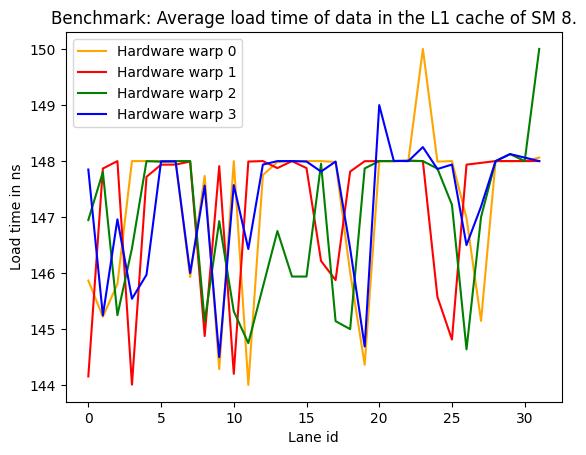 Benchmark: Average load time of data in the L1 cache of SM 8.
Hardware warp 0
Hardware warp 1
Hardware warp 2
Hardware warp 3
Load time in ns
150
149
148
147
146
145
144
0 5 10 15 20 25 30
Lane id